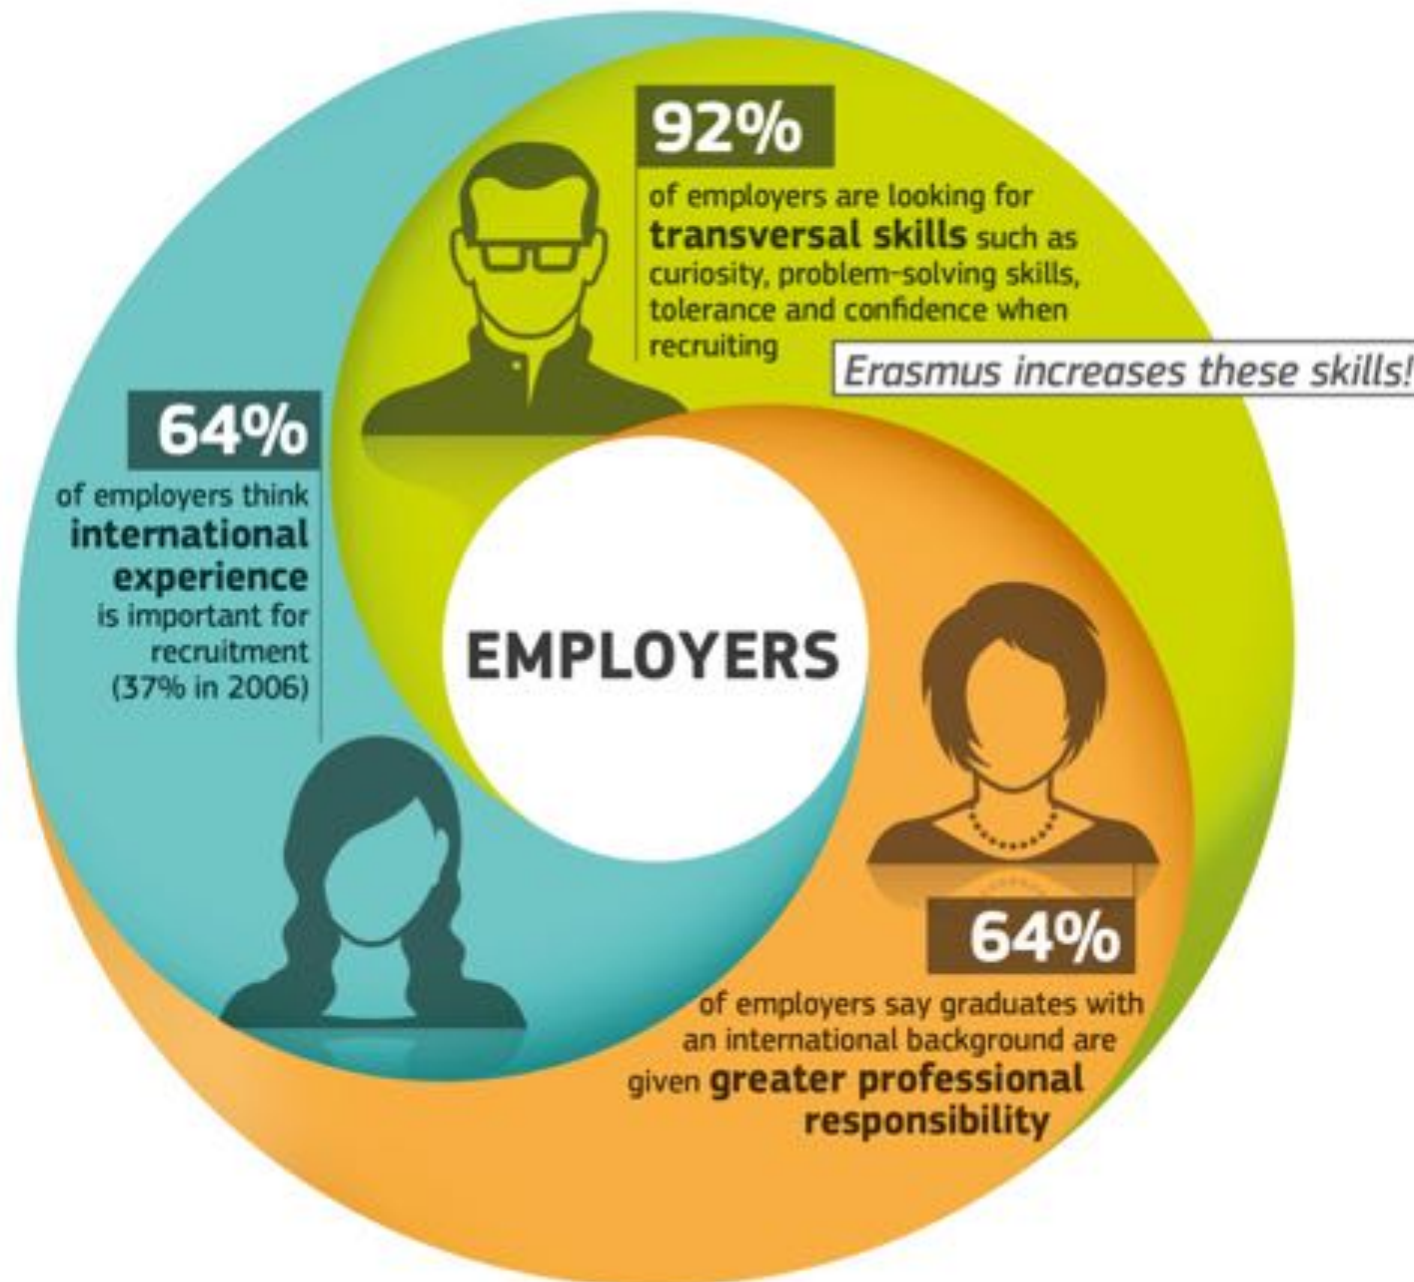 92%
of employers are looking for
transversal skills such as
curiosity, problem-solving skills,
tolerance and confidence when
recruiting
Erasmus increases these skills!
64%
of employers think
international
experience
is important for
recruitment
(37% in 2006)
EMPLOYERS
64%
of employers say graduates with
an international background are
given greater professional
responsibility